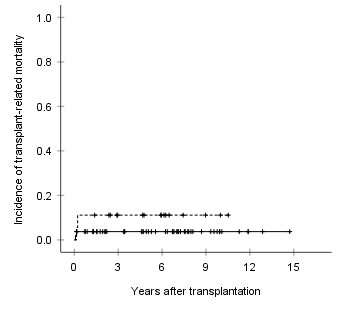 Incidence of transplant-related mortality
1.0
0.8
0.6
0.4
0.2
0.0
0 3 6 9 12 15
Years after transplantation